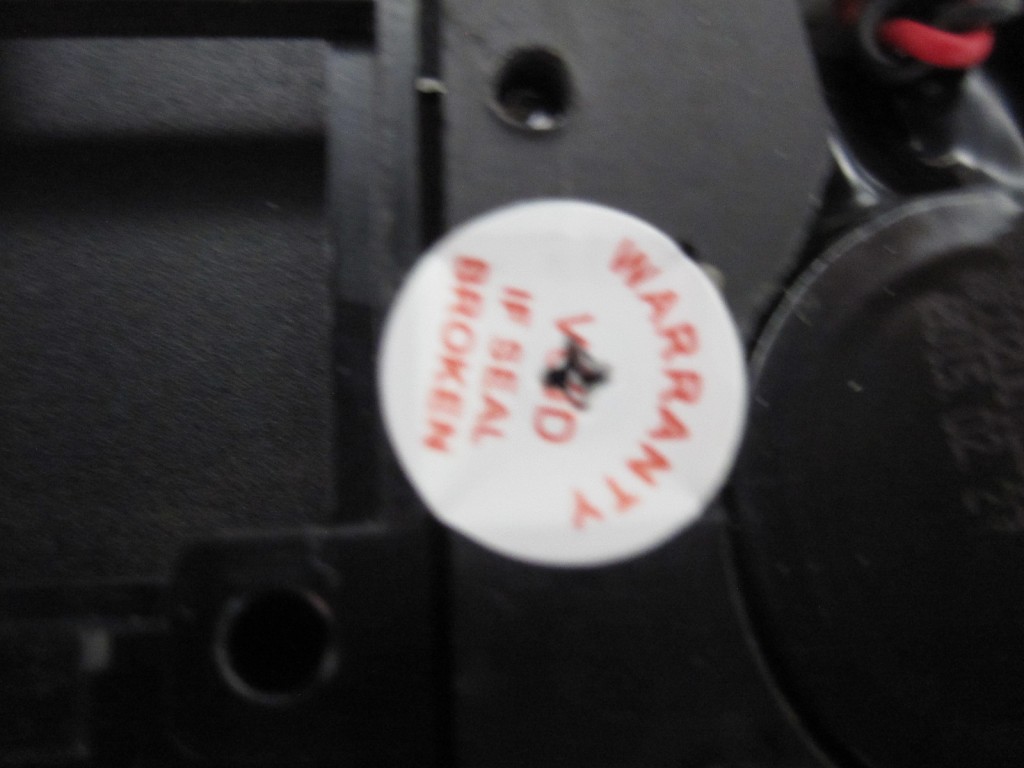 WARRANTY
VOID
IF SEAL
BROKEN